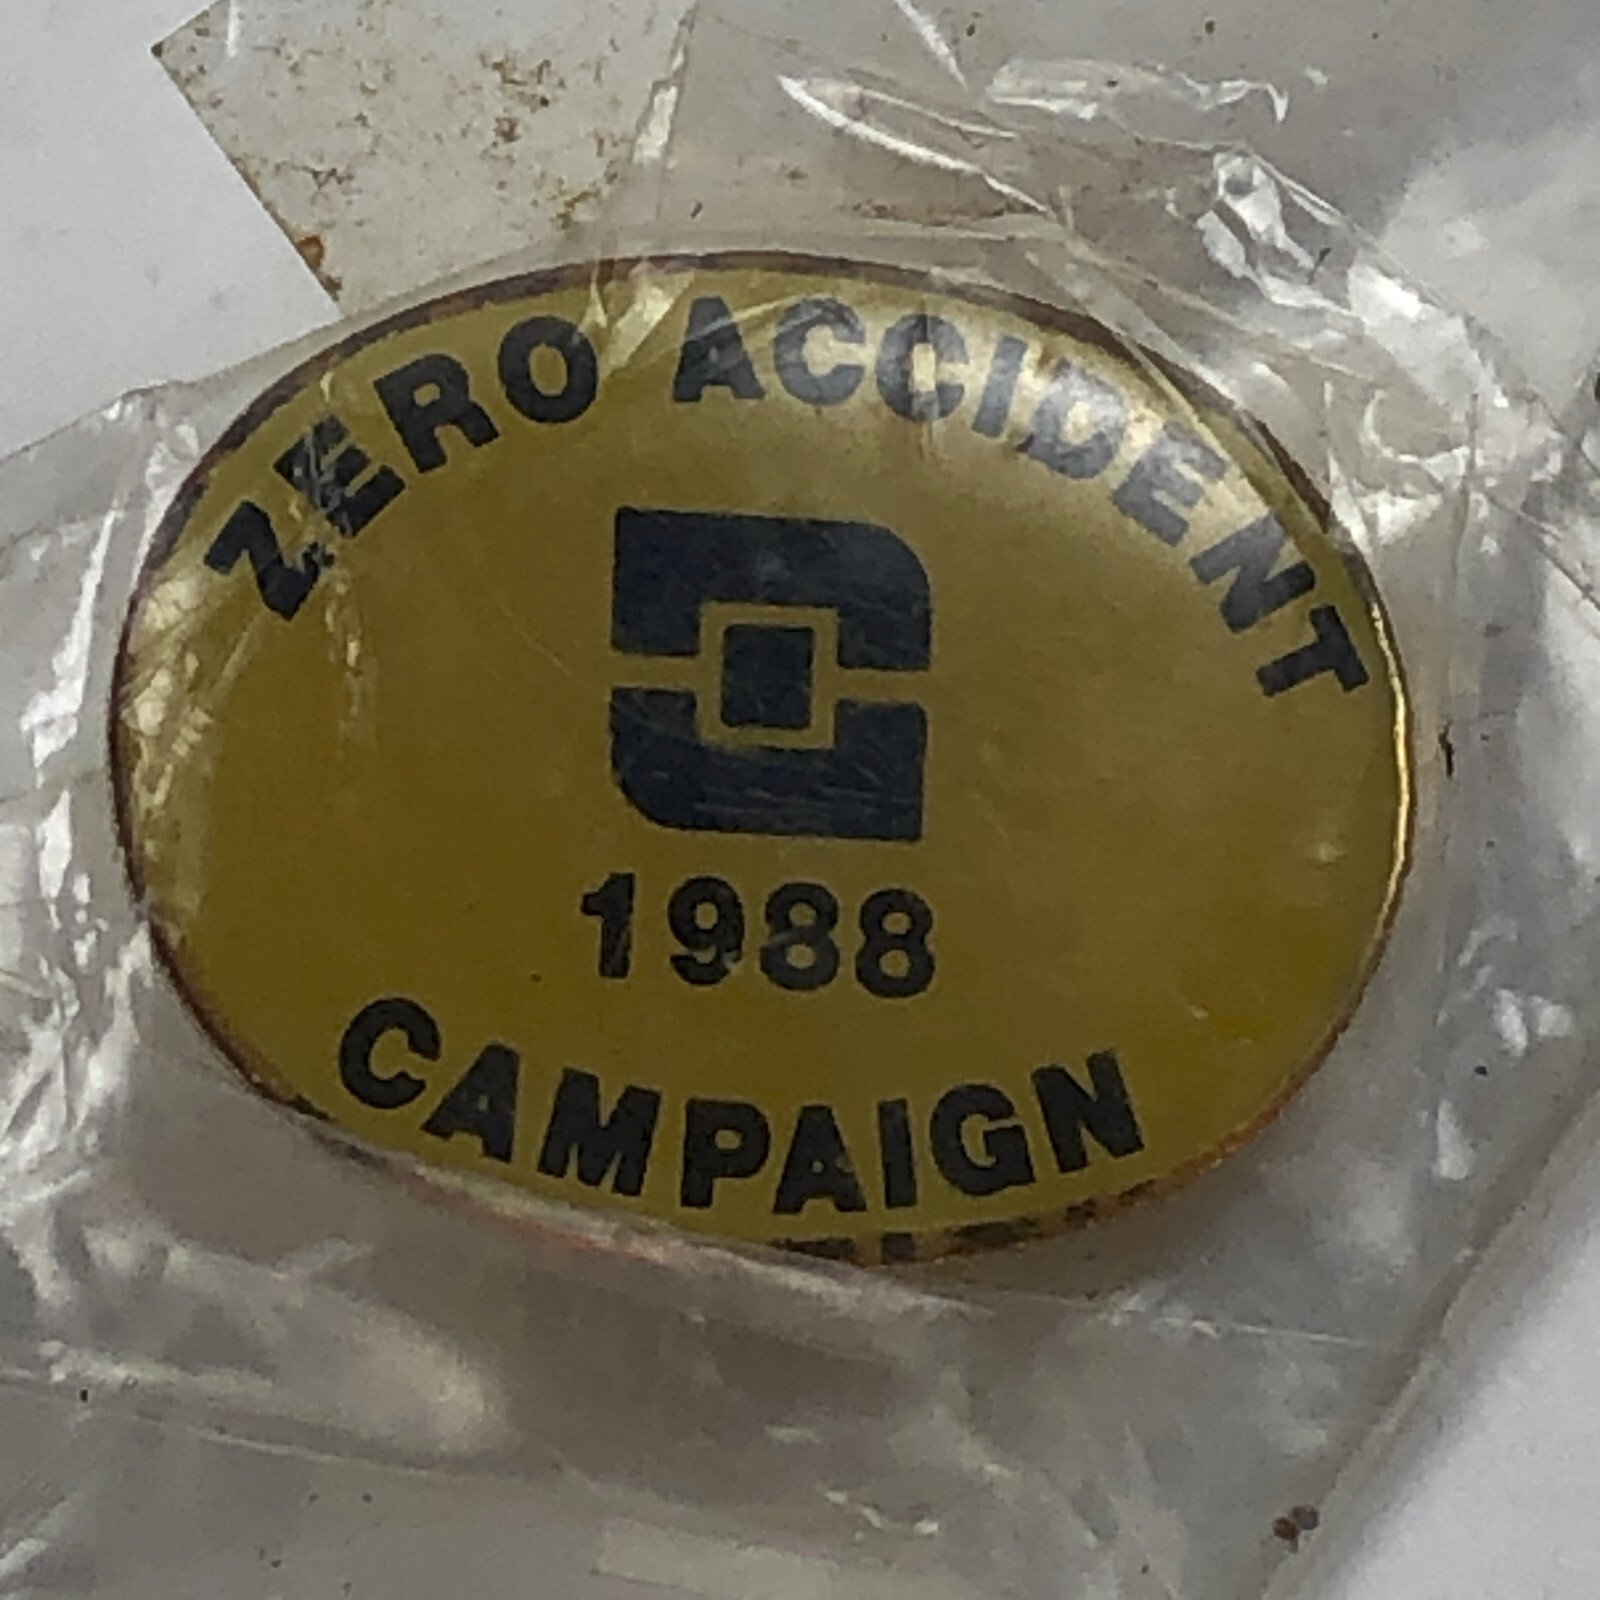 ZERO ACCIDENT
1988
CAMPAIGN